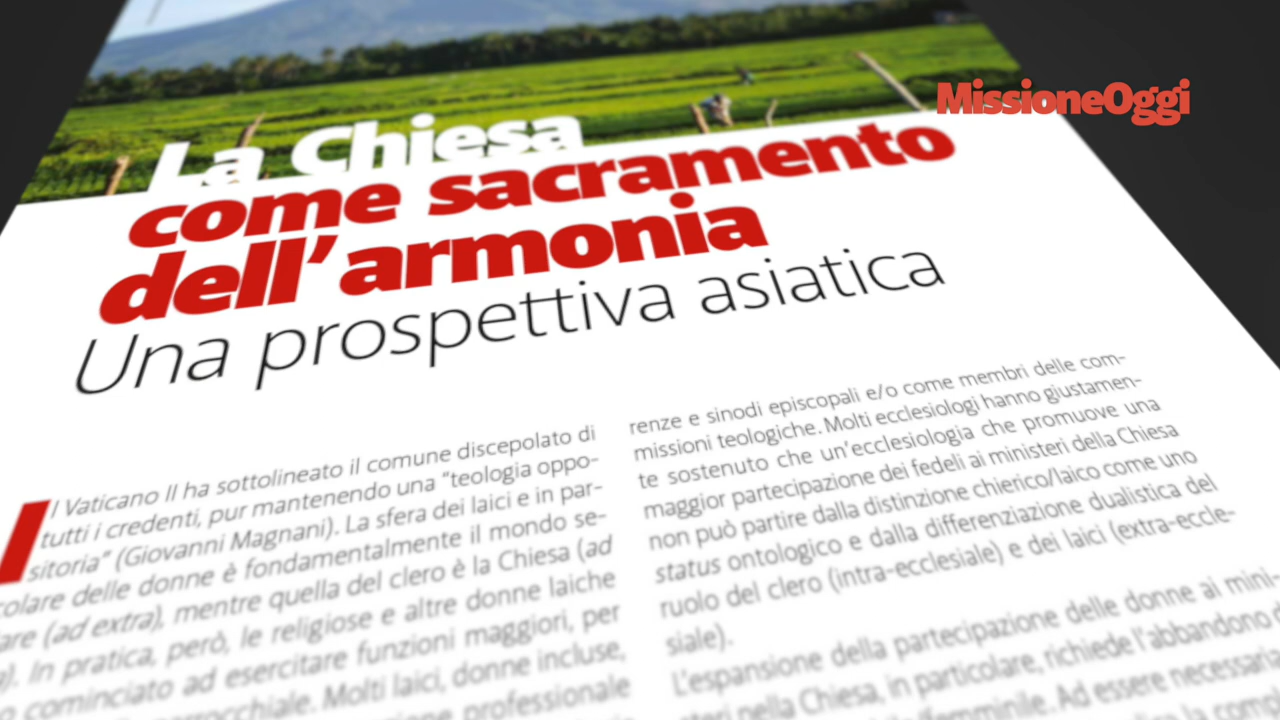 MissioneOggi
La Chiesa
come sacramento
dell'armonia
Una prospettiva asiatica
Il Vaticano II ha sottolineato il comune discepolato di
tutti i credenti, pur mantenendo una "teologia oppo-
sitoria" (Giovanni Magnani). La sfera dei laici e in par-
colare delle donne è fondamentalmente il mondo se-
are (ad extra), mentre quella del clero è la Chiesa (ad
). In pratica, però, le religiose e altre donne laiche
cominciato ad esercitare funzioni maggiori, per
parrocchiale. Molti laici, donne incluse,
professionale
renze e sinodi episcopali e/o come membri delle com-
missioni teologiche. Molti ecclesiologi hanno giustamen-
te sostenuto che un'ecclesiologia che promuove una
maggior partecipazione dei fedeli ai ministeri della Chiesa
non può partire dalla distinzione chierico/laico come uno
status ontologico e dalla differenziazione dualistica del
ruolo del clero (intra-ecclesiale) e dei laici (extra-eccle-
siale).
L'espansione della partecipazione delle donne ai mini-
steri nella Chiesa, in particolare, richiede l'abbandono
femminile. Ad essere necessaria